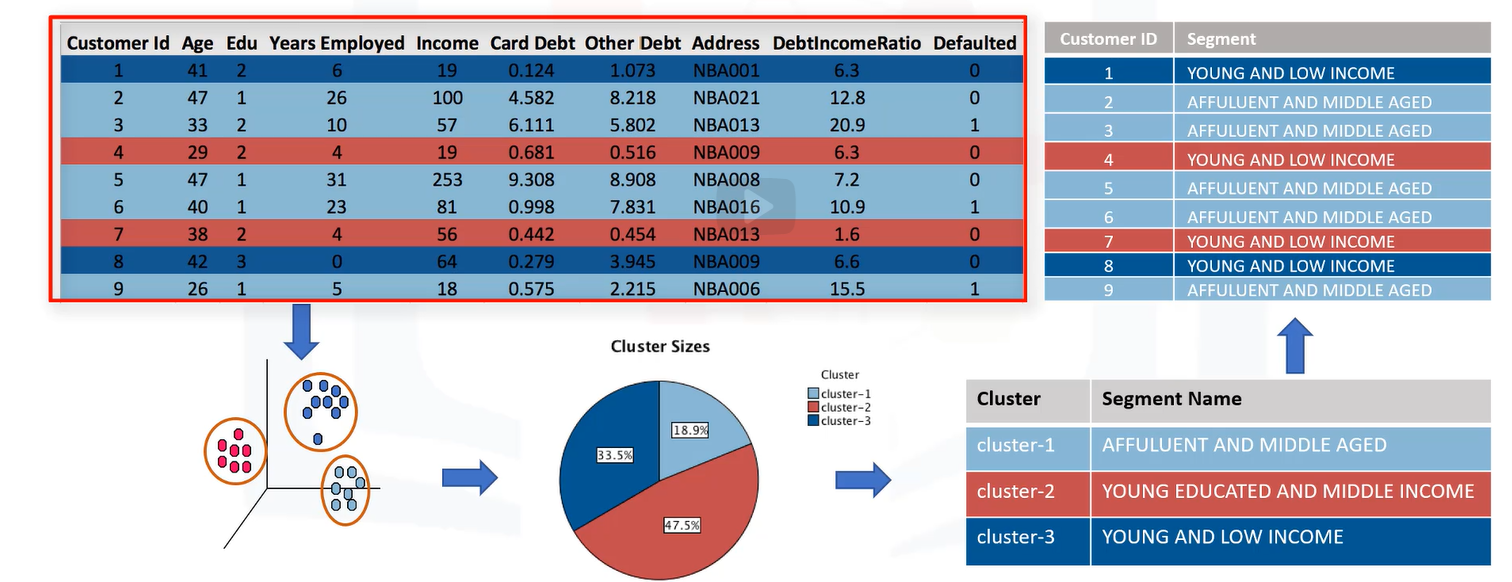 Customer Id Age Edu Years Employed Income Card Debt Other Debt Address DebtIncomeRatio Defaulted
1 41 2 6 19 0.124 1.073 NBA001 6.3 0
2 47 1 26 100 4.582 8.218 NBA021 12.8 0
3 33 2 10 57 6.111 5.802 NBA013 20.9 1
4 29 2 4 19 0.681 0.516 NBA009 6.3 0
5 47 1 31 253 9.308 8.908 NBA008 7.2 0
6 40 1 23 81 0.998 7.831 NBA016 10.9 1
7 38 2 4 56 0.442 0.454 NBA013 1.6 0
8 42 3 0 64 0.279 3.945 NBA009 6.6 0
9 26 1 5 18 0.575 2.215 NBA006 15.5 1
Customer ID Segment
1 YOUNG AND LOW INCOME
2 AFFULUENT AND MIDDLE AGED
3 AFFULUENT AND MIDDLE AGED
4 YOUNG AND LOW INCOME
5 AFFULUENT AND MIDDLE AGED
6 AFFULUENT AND MIDDLE AGED
7 YOUNG AND LOW INCOME
8 YOUNG AND LOW INCOME
9 AFFULUENT AND MIDDLE AGED
Cluster Sizes
18.9%
33.5%
47.5%
Cluster
cluster-1
cluster-2
cluster-3
Cluster Segment Name
cluster-1 AFFULUENT AND MIDDLE AGED
cluster-2 YOUNG EDUCATED AND MIDDLE INCOME
cluster-3 YOUNG AND LOW INCOME